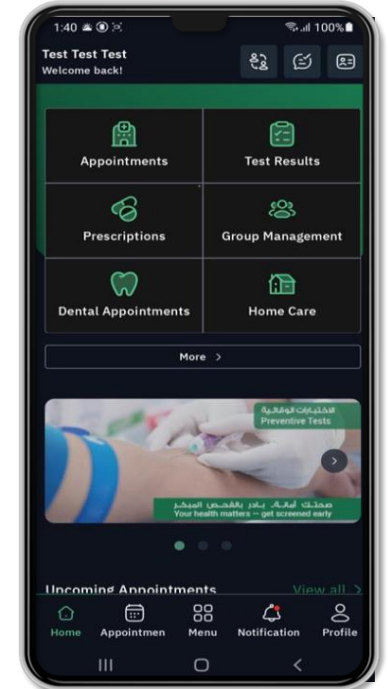 1:40
100%
Test Test Test
Welcome back!
Appointments
Test Results
Prescriptions
Group Management
Dental Appointments
Home Care
More >
الاختبارات الوقائية
Preventive Tests
صحتك أمانة، بادر بالفحص المبكر
Your health matters – get screened early
Upcoming Appointments
View all >
Home
Appointmen
Menu
Notification
Profile